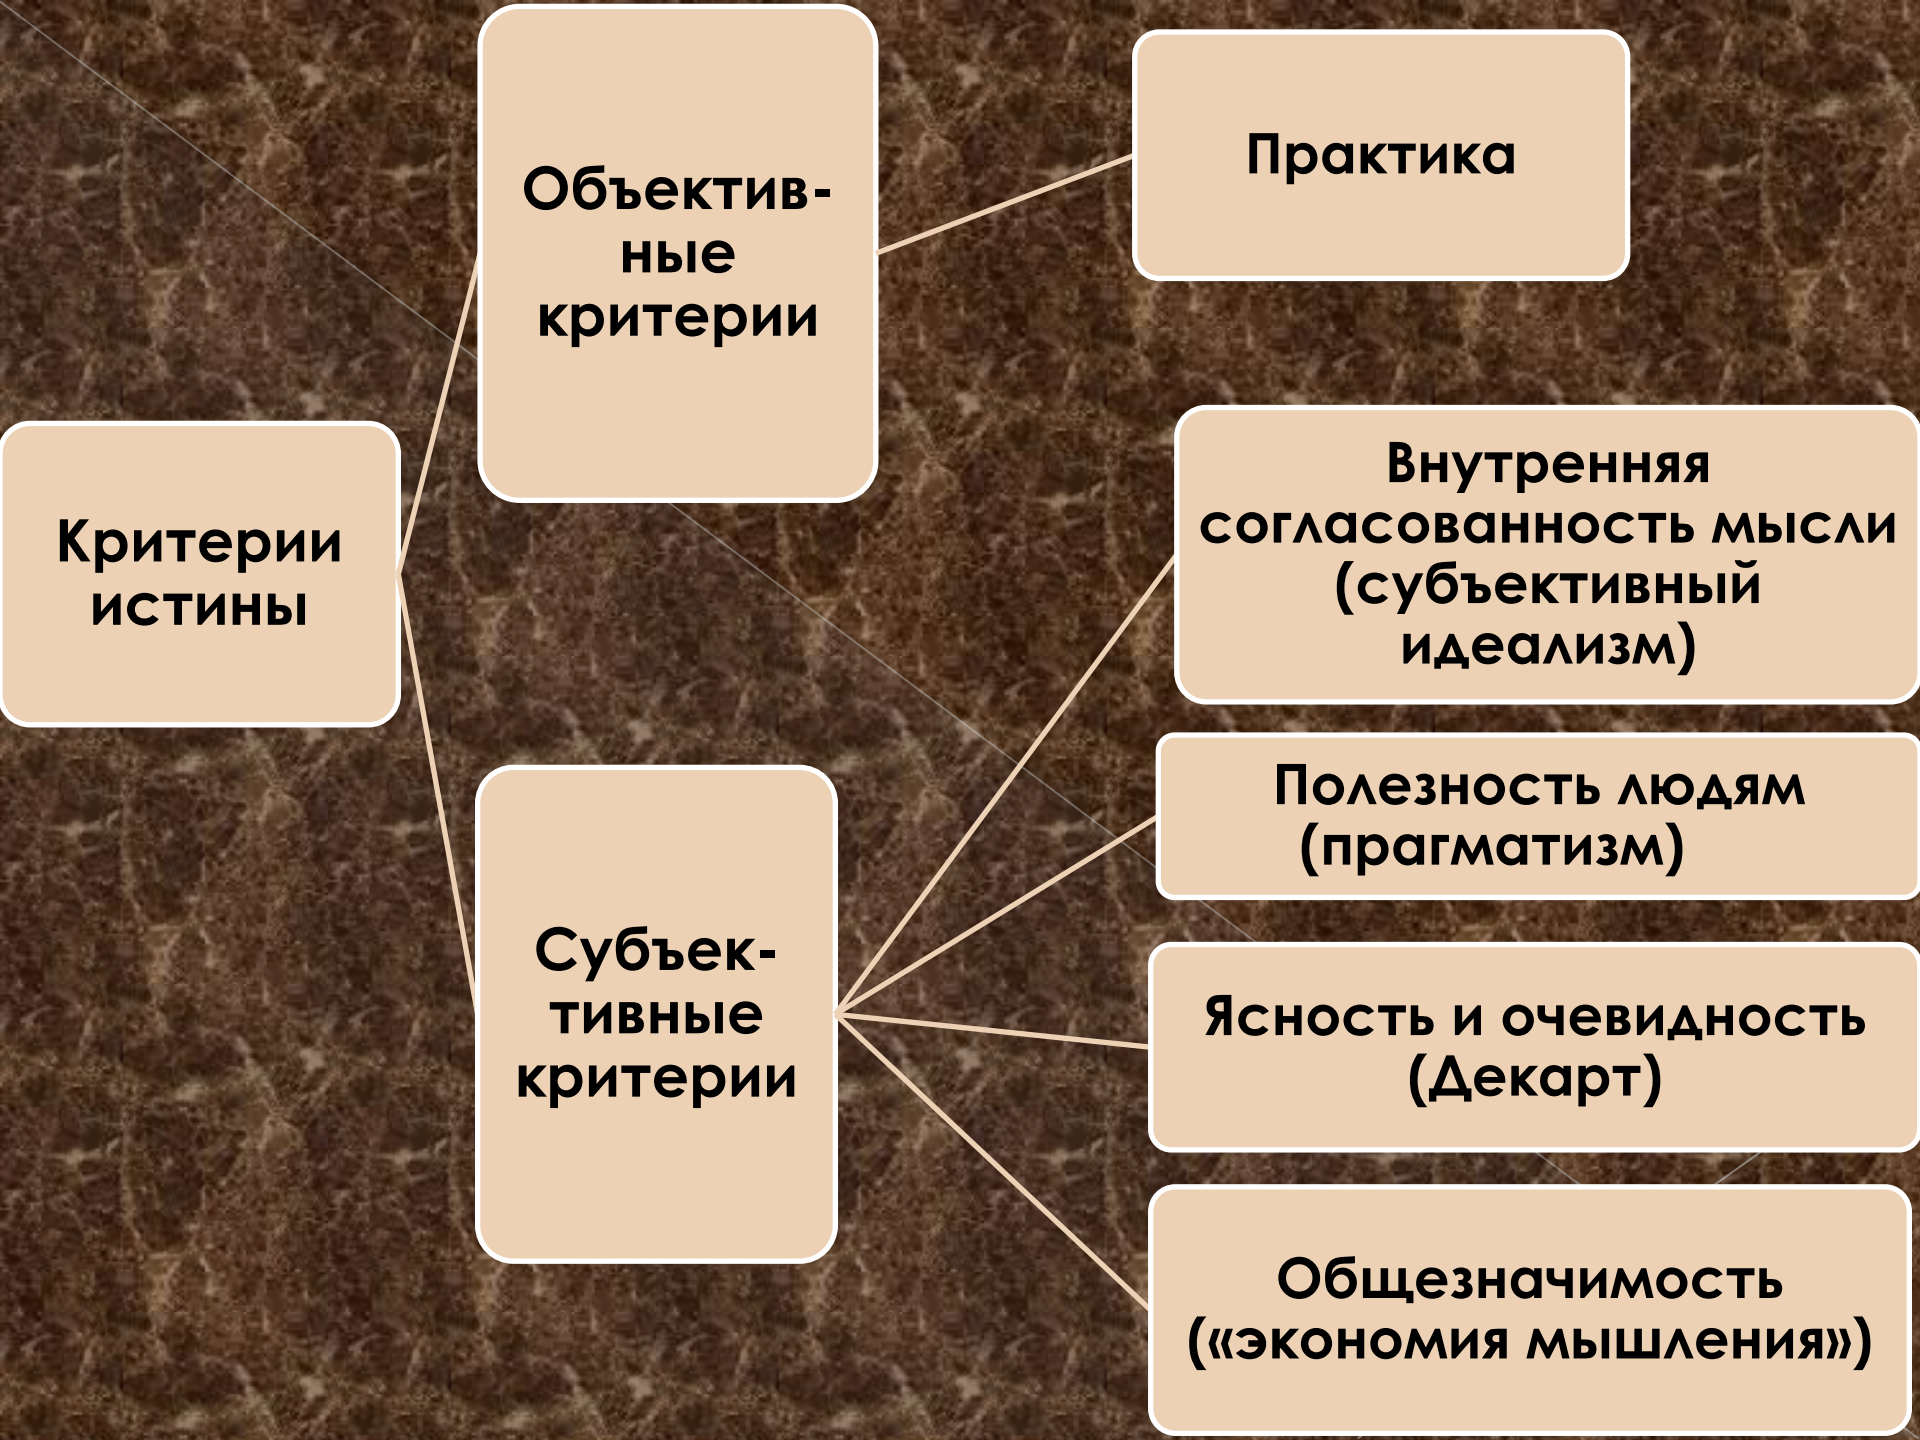 Критерии
истины
Объектив-
ные
критерии
Практика
Субъек-
тивные
критерии
Внутренняя
согласованность мысли
(субъективный
идеализм)
Полезность людям
(прагматизм)
Ясность и очевидность
(Декарт)
Общезначимость
(«экономия мышления»)